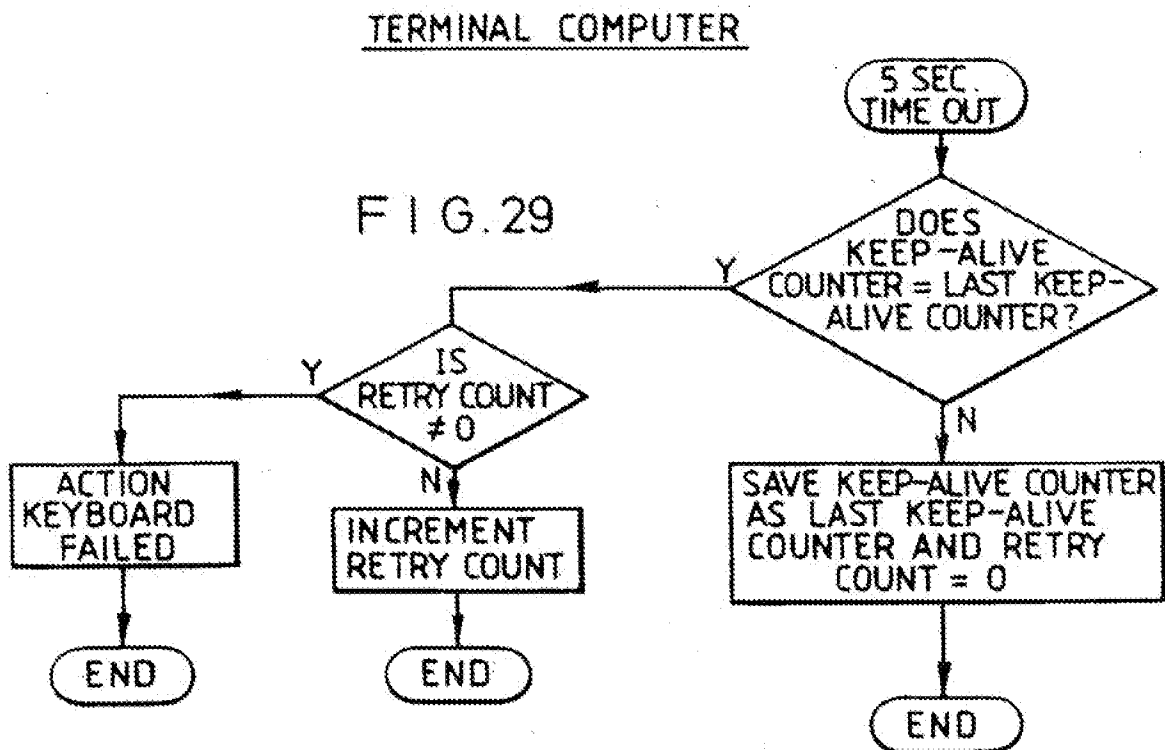 TERMINAL COMPUTER
5 SEC.
TIME OUT
FIG.29
DOES
KEEP-ALIVE
COUNTER = LAST KEEP-
ALIVE COUNTER?
Y
N
IS
RETRY COUNT
≠ 0
Y
N
ACTION
KEYBOARD
FAILED
INCREMENT
RETRY COUNT
SAVE KEEP-ALIVE COUNTER
AS LAST KEEP-ALIVE
COUNTER AND RETRY
COUNT = 0
END
END
END